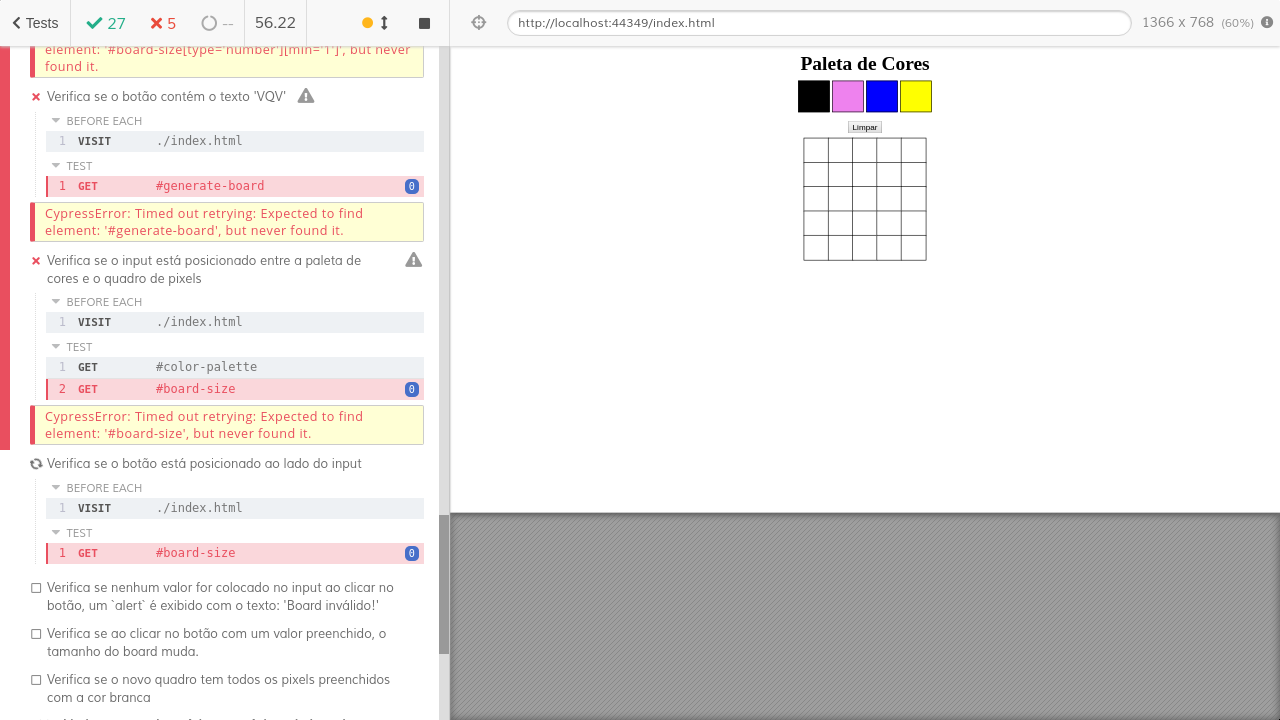 Tests
27
5
--
56.22
http://localhost:44349/index.html
1366 x 768 (60%)
element: '#board-size[type='number'][min='1']', but never
found it.
Verifica se o botão contém o texto 'VQV'
BEFORE EACH
1 VISIT ./index.html
TEST
1 GET #generate-board 0
CypressError: Timed out retrying: Expected to find
element: '#generate-board', but never found it.
Verifica se o input está posicionado entre a paleta de
cores e o quadro de pixels
BEFORE EACH
1 VISIT ./index.html
TEST
1 GET #color-palette
2 GET #board-size 0
CypressError: Timed out retrying: Expected to find
element: '#board-size', but never found it.
Verifica se o botão está posicionado ao lado do input
BEFORE EACH
1 VISIT ./index.html
TEST
1 GET #board-size 0
Verifica se nenhum valor for colocado no input ao clicar no
botão, um `alert` é exibido com o texto: 'Board inválido!'
Verifica se ao clicar no botão com um valor preenchido, o
tamanho do board muda.
Verifica se o novo quadro tem todos os pixels preenchidos
com a cor branca
Paleta de Cores
Limpar